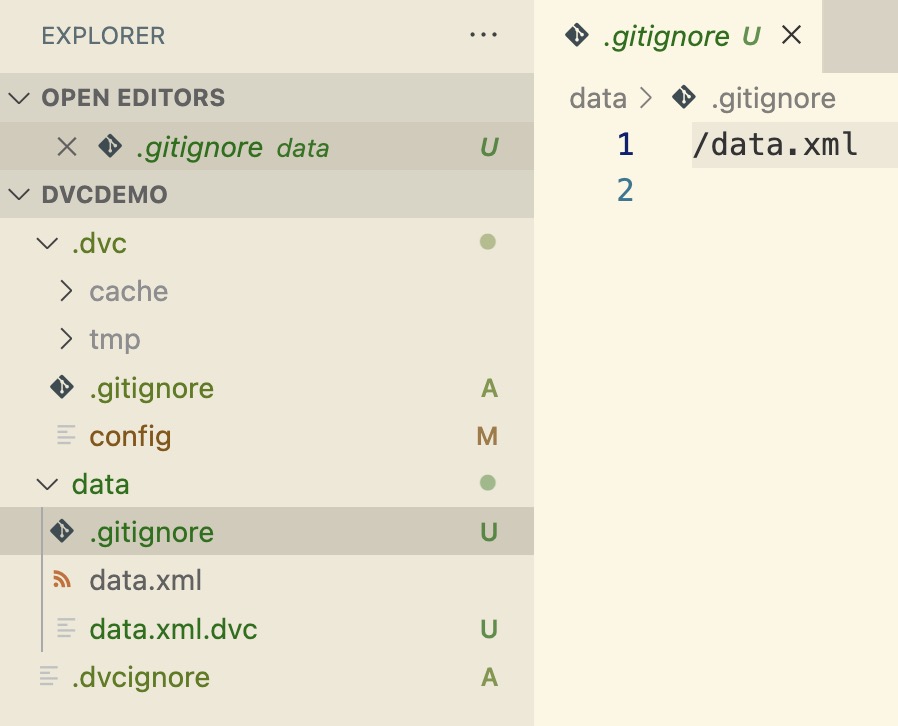 EXPLORER ...
OPEN EDITORS
.gitignore data U
DVCDEMO
.dvc
cache
tmp
.gitignore A
config M
data
.gitignore U
data.xml
data.xml.dvc U
.dvcignore A
.gitignore U
data > .gitignore
1 /data.xml
2